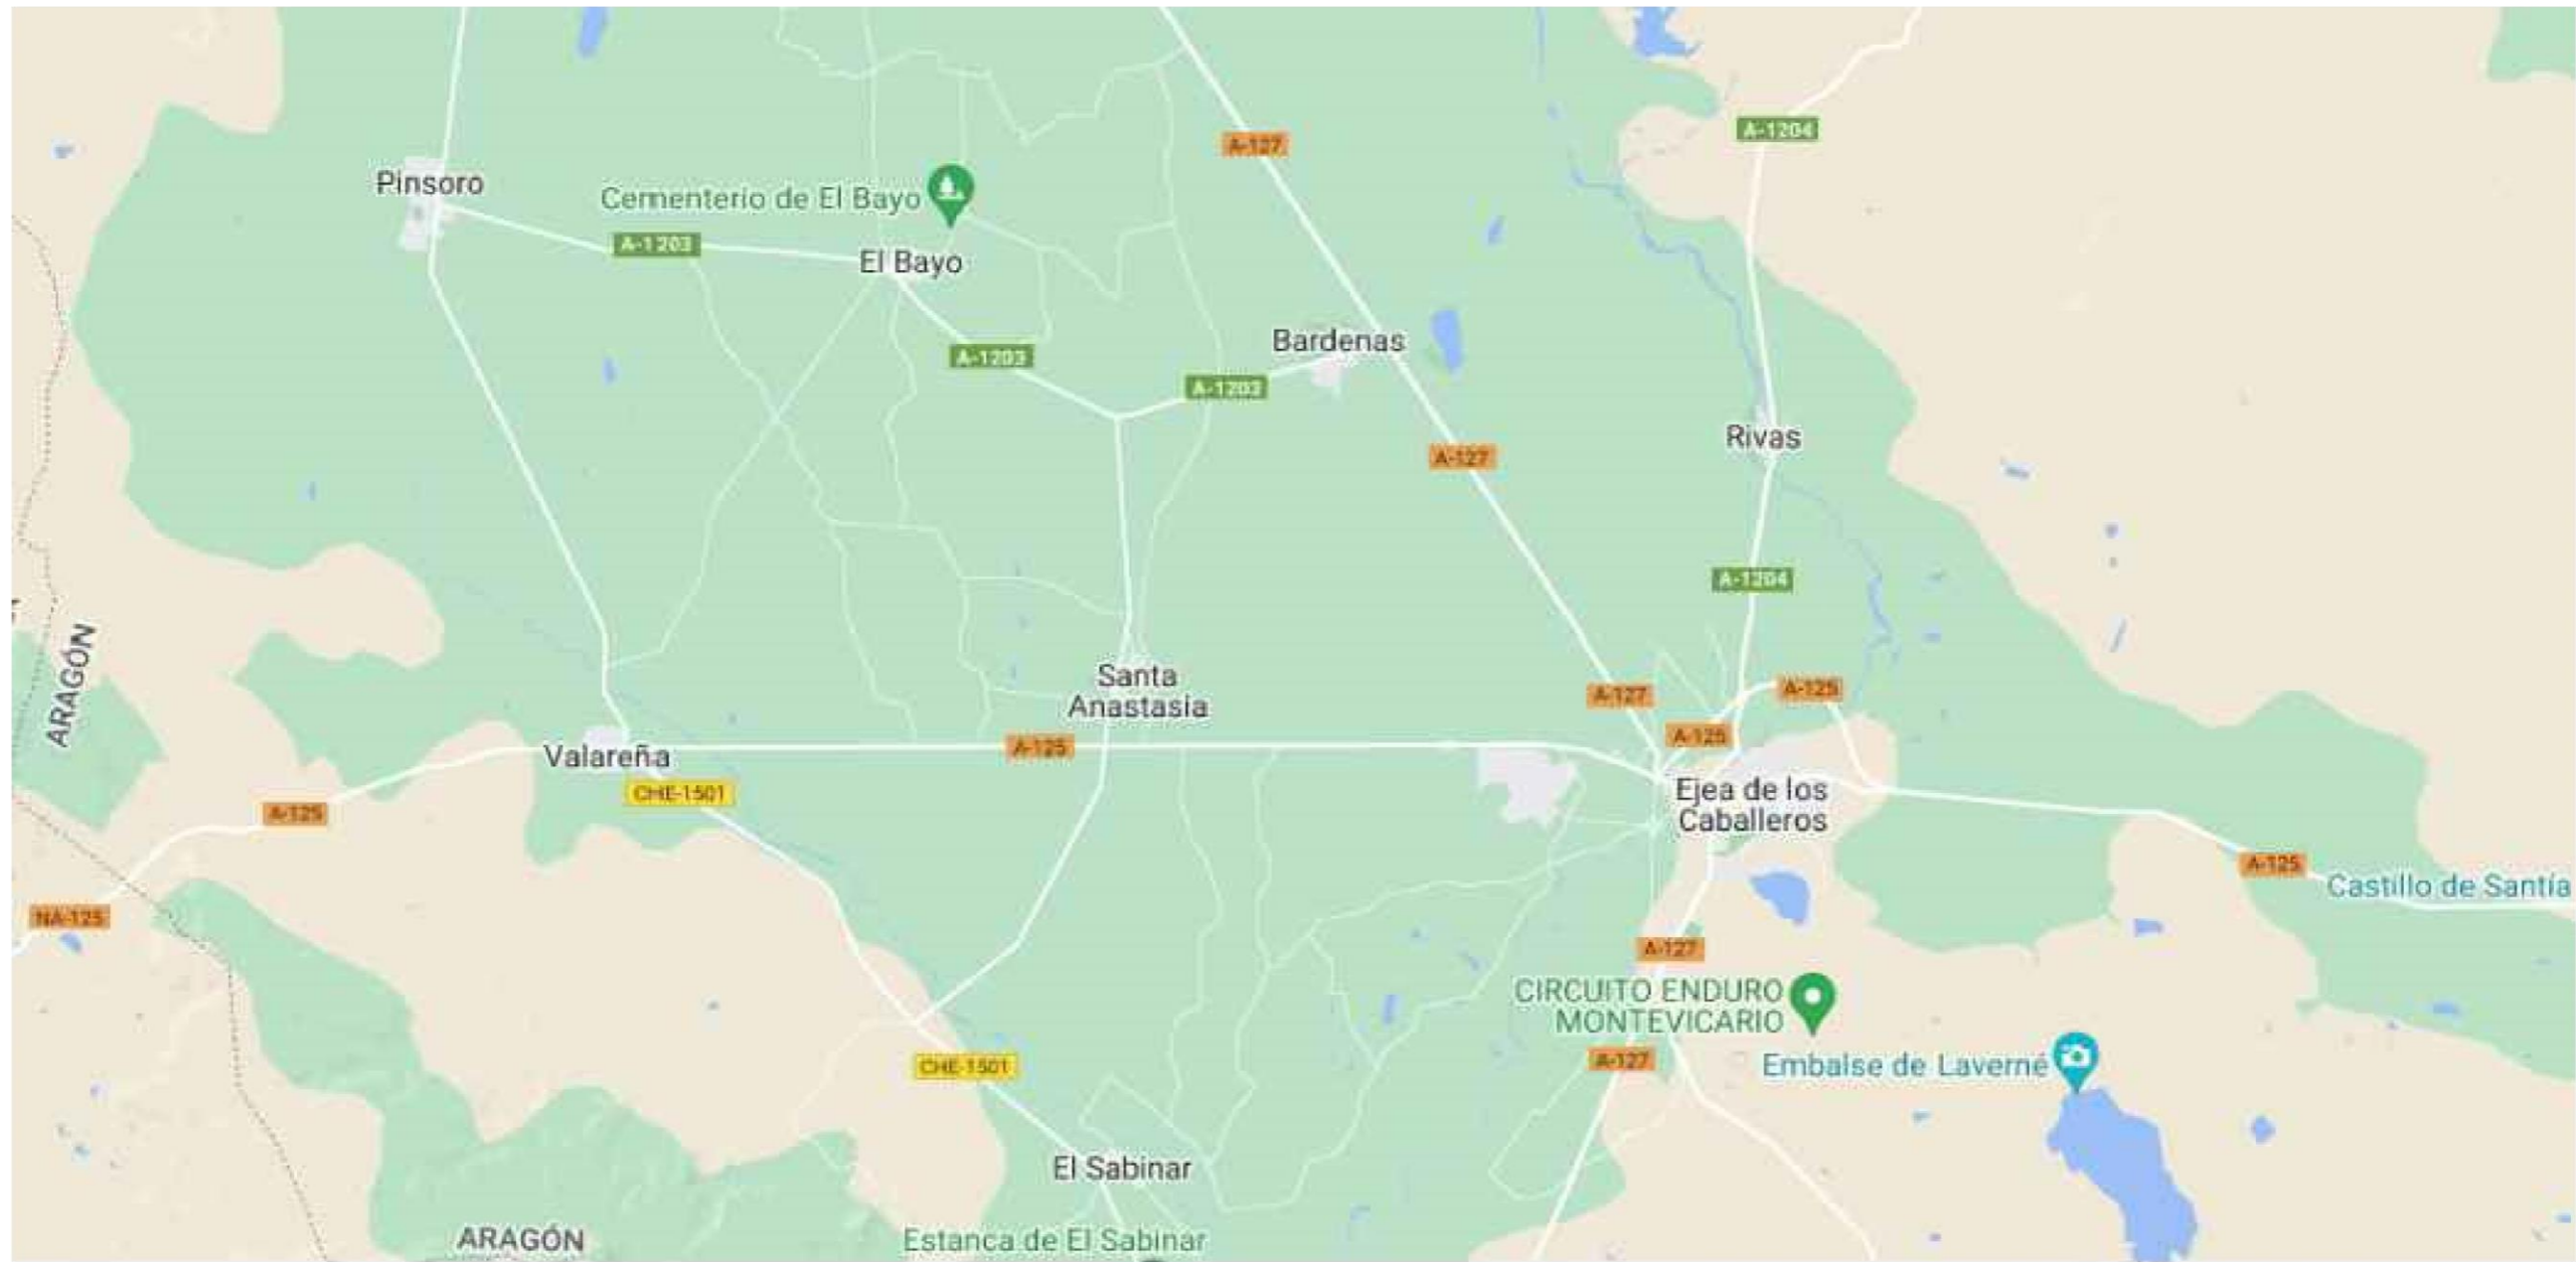 A-1204
A-127
Pinsoro
Cementerio de El Bayo
A-1203
El Bayo
Bardenas
A-1203
A-1203
Rivas
A-127
A-1204
ARAGÓN
Santa
Anastasia
A-127
A-125
A-125
Valareña
A-125
CHE-1501
Ejea de los
Caballeros
A-125
A-125
Castillo de Santía
NA-125
A-127
CIRCUITO ENDURO
MONTEVICARIO
A-127
Embalse de Laverné
CHE-1501
El Sabinar
ARAGÓN
Estanca de El Sabinar